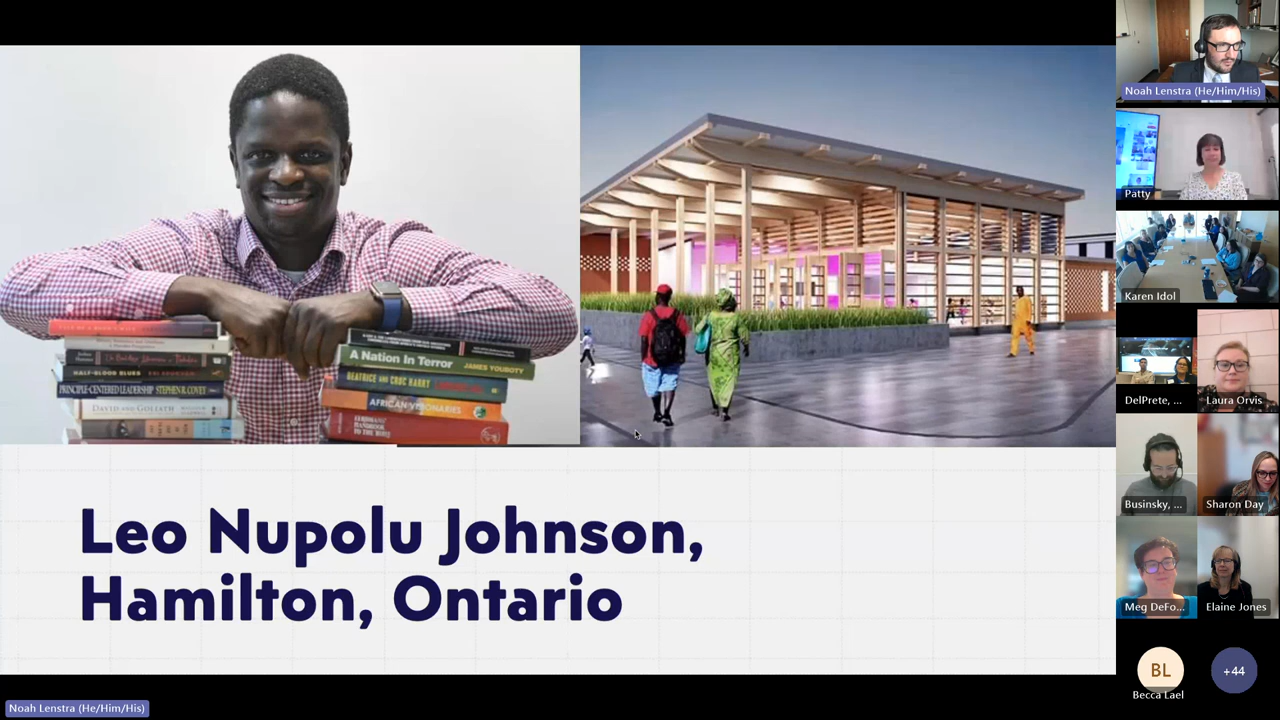 Leo Nupolu Johnson,
Hamilton, Ontario
HALF-BLOOD BLUES
PRINCIPLE-CENTERED LEADERSHIP STEPHEN R. COVEY
DAVID AND GOLIATH
A Nation In Terror JAMES YOUBOTY
BEATRICE AND CROC HARRY
AFRICAN VISIONARIES
Noah Lenstra (He/Him/His)
Noah Lenstra (He/Him/His)
Patty
Karen Idol
DelPrete, ...
Laura Orvis
Businsky, ...
Sharon Day
Meg DeFo...
Elaine Jones
BL
Becca Lael
+44